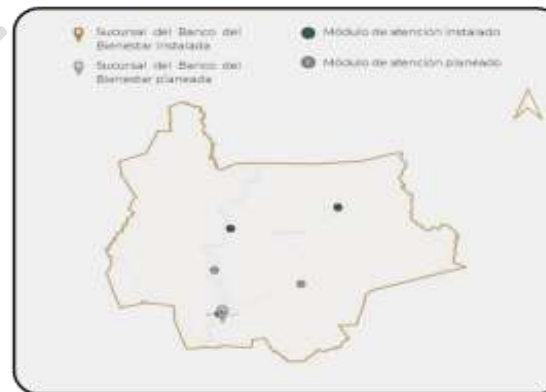 Sucursal del Banco del
Bienestar instalada
Sucursal del Banco del
Bienestar planeada
Módulo de atención instalado
Módulo de atención planeado